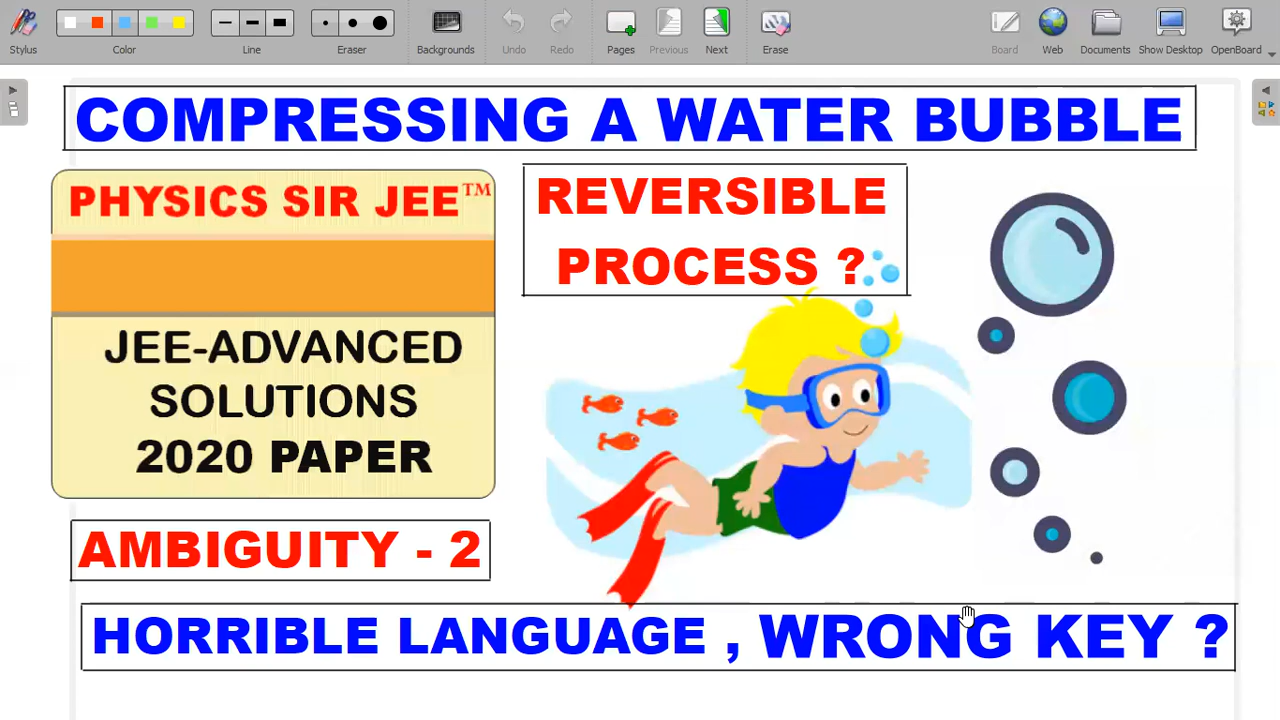 Stylus
Color
Line
Eraser
Backgrounds
Undo
Redo
Pages
Previous
Next
Erase
Board
Web
Documents
Show Desktop
OpenBoard
COMPRESSING A WATER BUBBLE
PHYSICS SIR JEE™
REVERSIBLE
PROCESS ?
JEE-ADVANCED
SOLUTIONS
2020 PAPER
AMBIGUITY - 2
HORRIBLE LANGUAGE , WRONG KEY ?